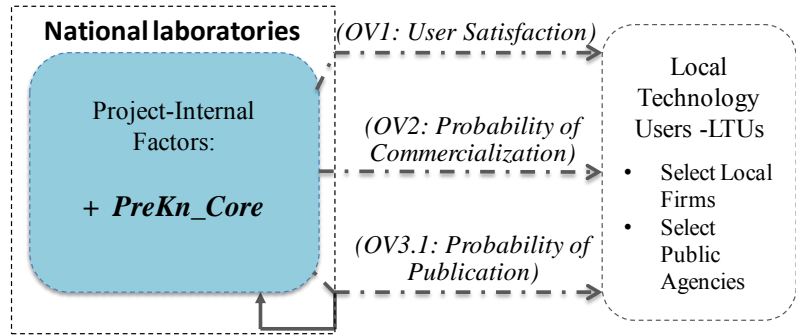 National laboratories
Project-Internal
Factors:
+ PreKn_Core
(OV1: User Satisfaction)
(OV2: Probability of
Commercialization)
(OV3.1: Probability of
Publication)
Local
Technology
Users -LTUs
• Select Local
Firms
• Select
Public
Agencies